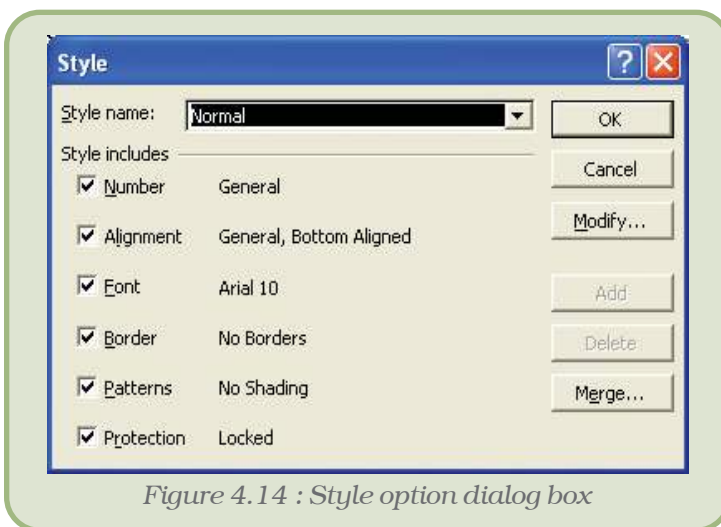 Style
Style name: Normal
OK
Style includes
Cancel
Number General
Modify...
Alignment General, Bottom Aligned
Font Arial 10
Add
Border No Borders
Delete
Patterns No Shading
Merge...
Protection Locked
Figure 4.14 : Style option dialog box